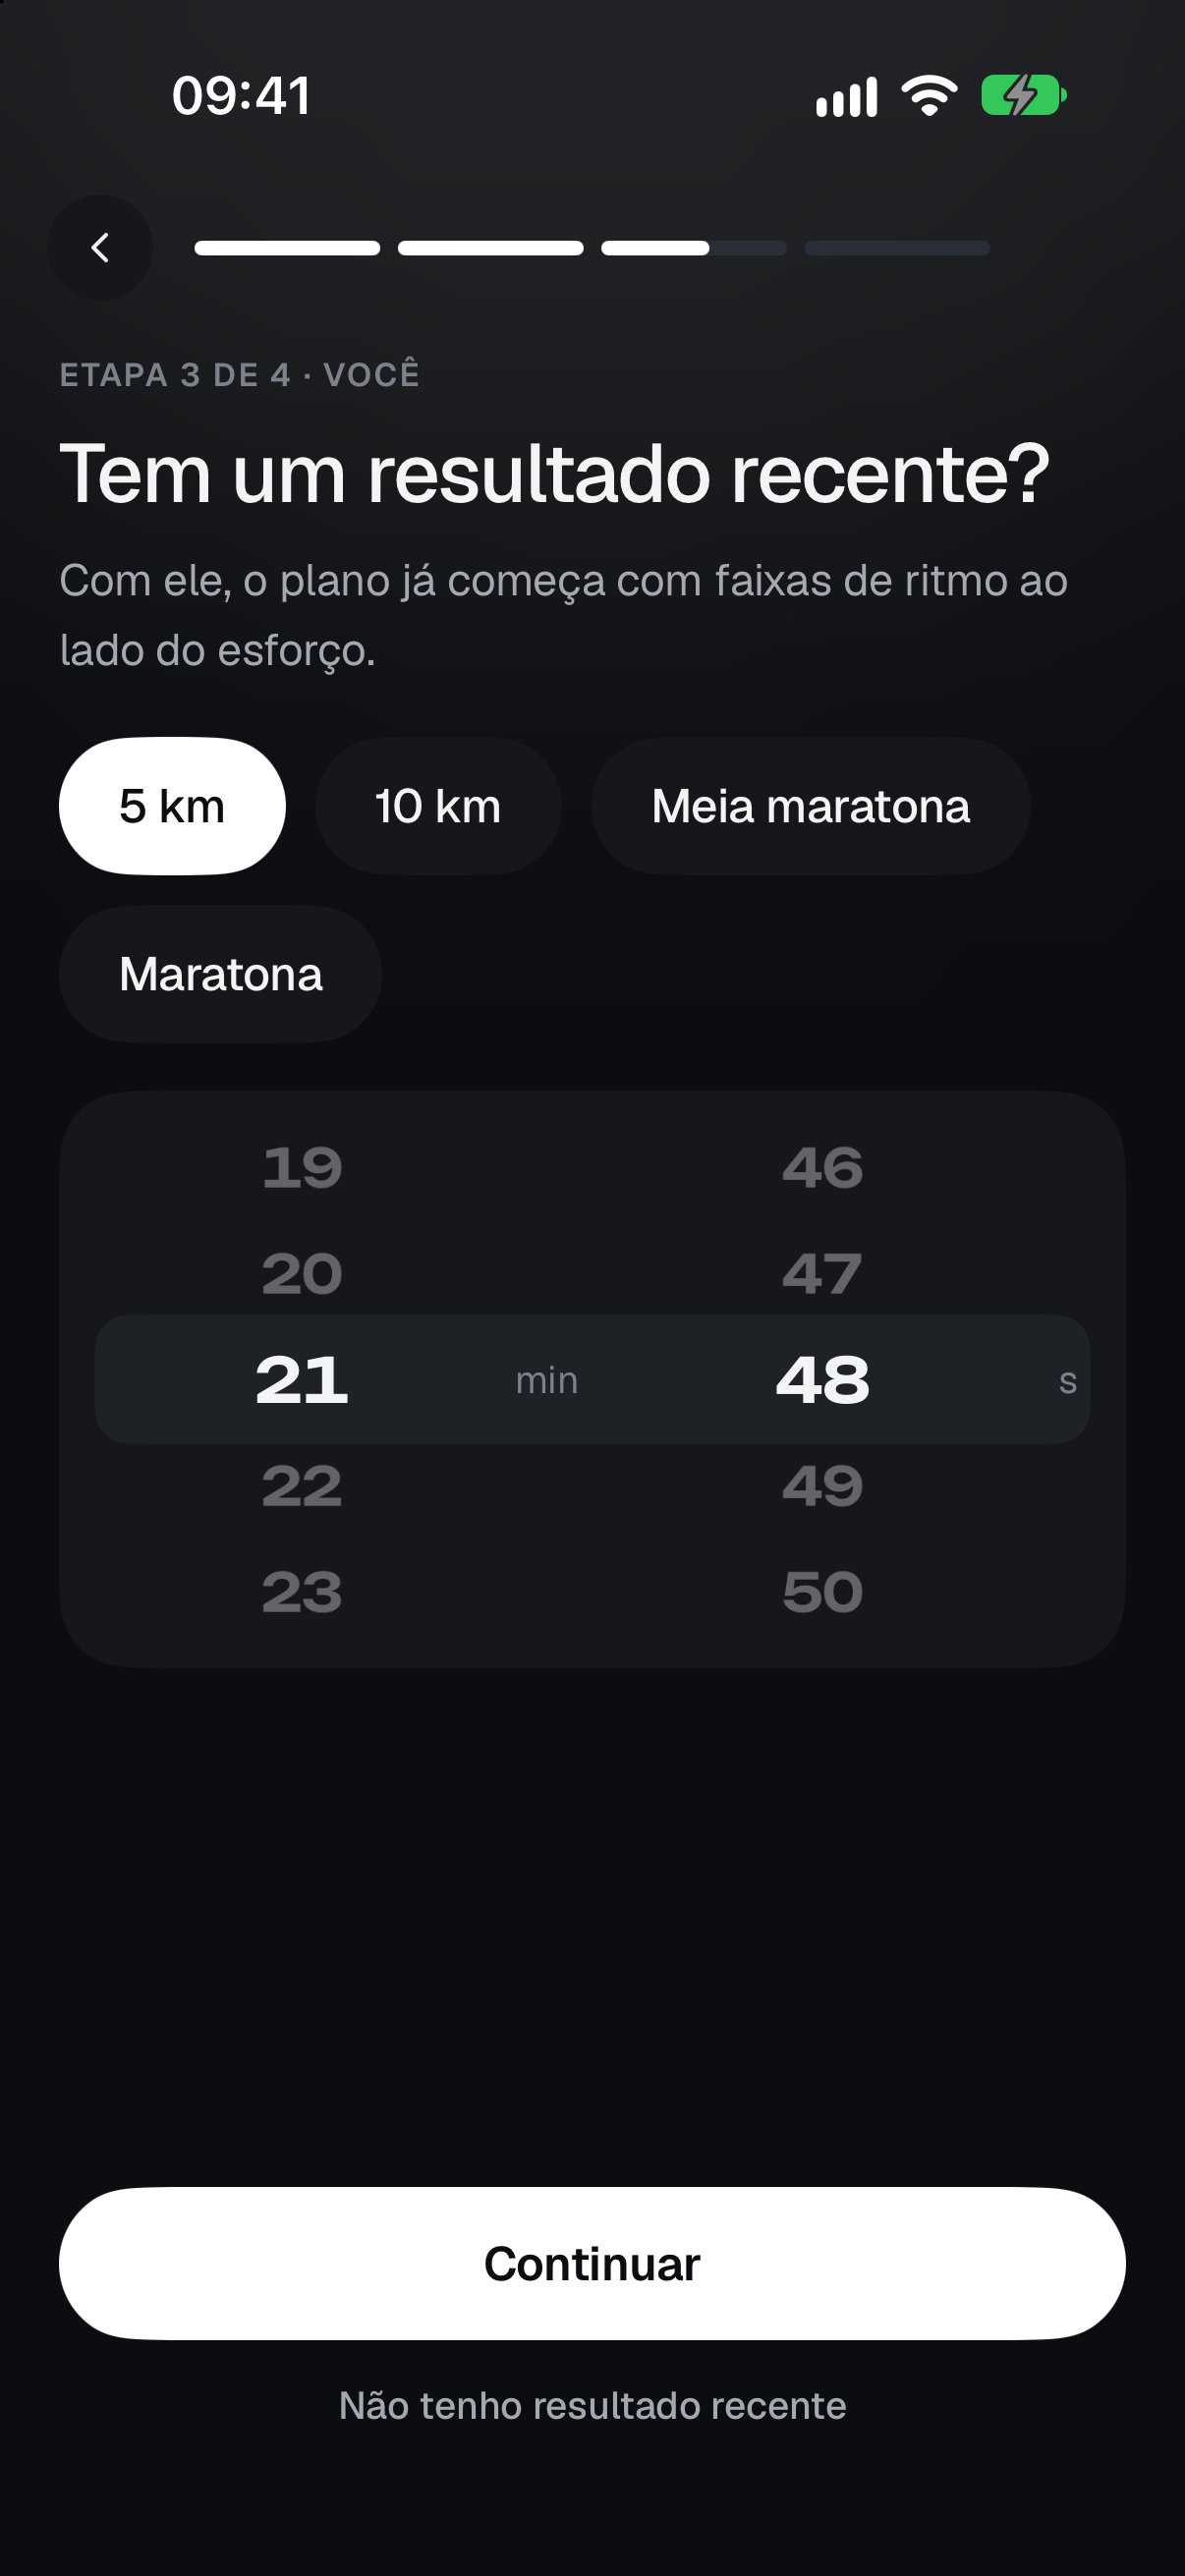 09:41
ETAPA 3 DE 4 · VOCÊ
Tem um resultado recente?
Com ele, o plano já começa com faixas de ritmo ao
lado do esforço.
5 km 10 km Meia maratona
Maratona
19 46
20 47
21 min 48 s
22 49
23 50
Continuar
Não tenho resultado recente